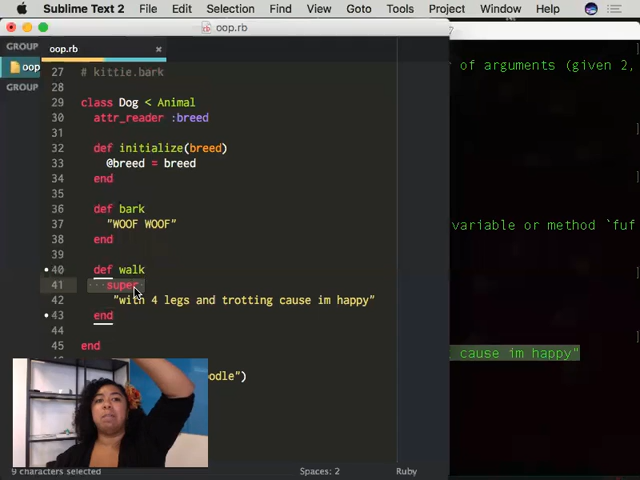 Sublime Text 2 File Edit Selection Find View Goto Tools Project Window Help
oop.rb
GROUP
oop.rb
oop
GROUP
27 # kittie.bark
28
29 class Dog < Animal
30 attr_reader :breed
31
32 def initialize(breed)
33 @breed = breed
34 end
35
36 def bark
37 "WOOF WOOF"
38 end
39
40 def walk
41 super
42 "with 4 legs and trotting cause im happy"
43 end
44
45 end
oodle")
9 characters selected Spaces: 2 Ruby
r of arguments (given 2,
variable or method `fuf
cause im happy"